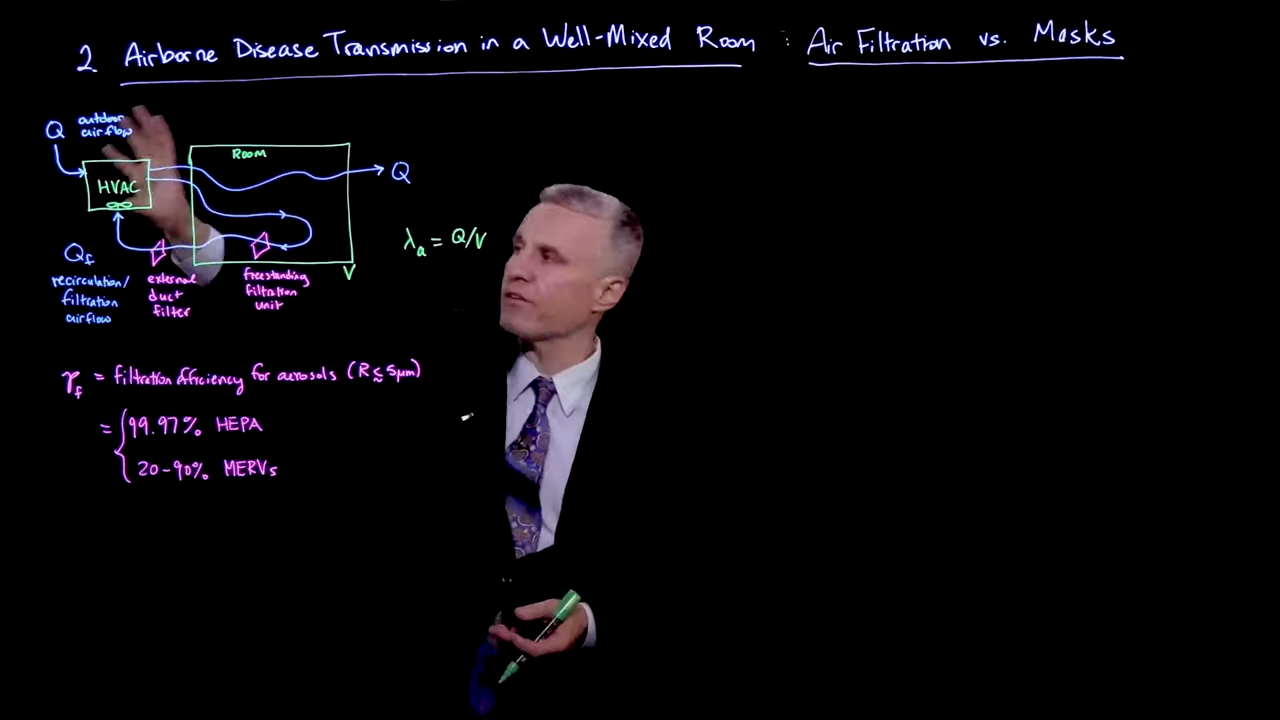 2 Airborne Disease Transmission in a Well-Mixed Room : Air Filtration vs. Masks
Q outdoor airflow
HVAC
Room
Q
V
λa = Q/V
Qf
recirculation/
filtration
airflow
external
duct
filter
freestanding
filtration
unit
γf = filtration efficiency for aerosols (R ≲ 5μm)
= { 99.97% HEPA
20-90% MERVs